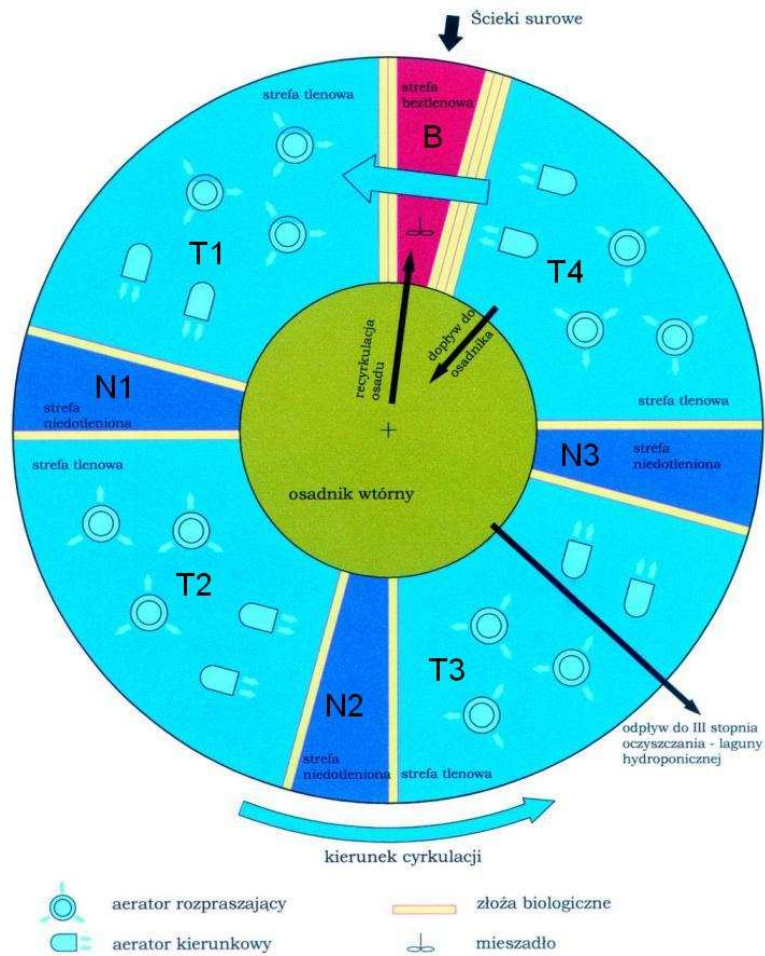 Ścieki surowe
strefa tlenowa
strefa
beztlenowa
B
T1
T4
recyrkulacja
osadu
dopływ do
osadnika
N1
strefa
niedotleniona
strefa tlenowa
N3
strefa
niedotleniona
strefa tlenowa
osadnik wtórny
T2
T3
N2
strefa
niedotleniona
strefa tlenowa
odpływ do III stopnia
oczyszczania - laguny
hydroponicznej
kierunek cyrkulacji
aerator rozpraszający
złoża biologiczne
aerator kierunkowy
mieszadło